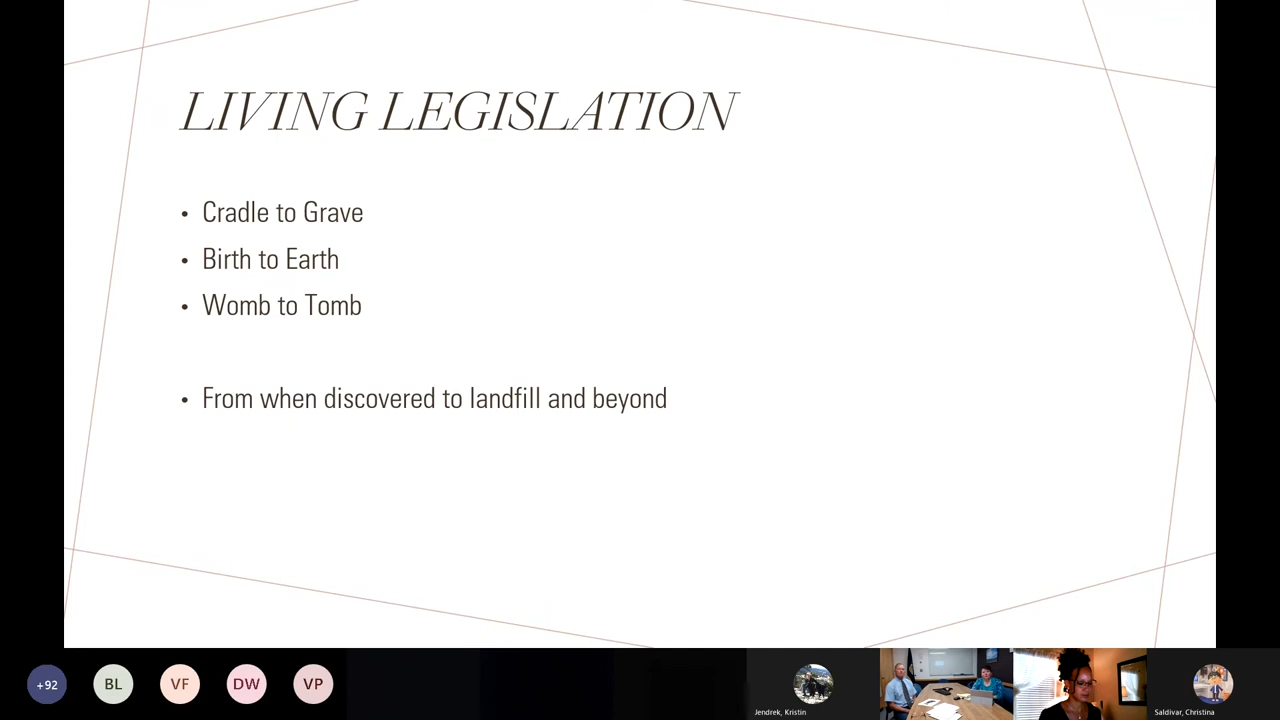 LIVING LEGISLATION
• Cradle to Grave
• Birth to Earth
• Womb to Tomb
• From when discovered to landfill and beyond
+92
BL
VF
DW
VP
Jendrek, Kristin
Saldivar, Christina